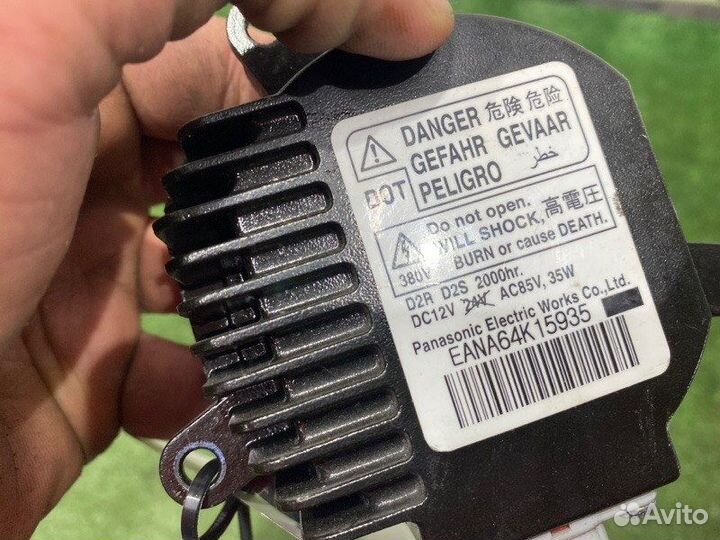 DANGER 危険 危险
GEFAHR GEVAAR
DOT PELIGRO خطر
Do not open.
WILL SHOCK, 高電圧
380V BURN or cause DEATH.
D2R D2S 2000hr.
DC12V AC85V, 35W
Panasonic Electric Works Co., Ltd.
EANA64K15935
Avito